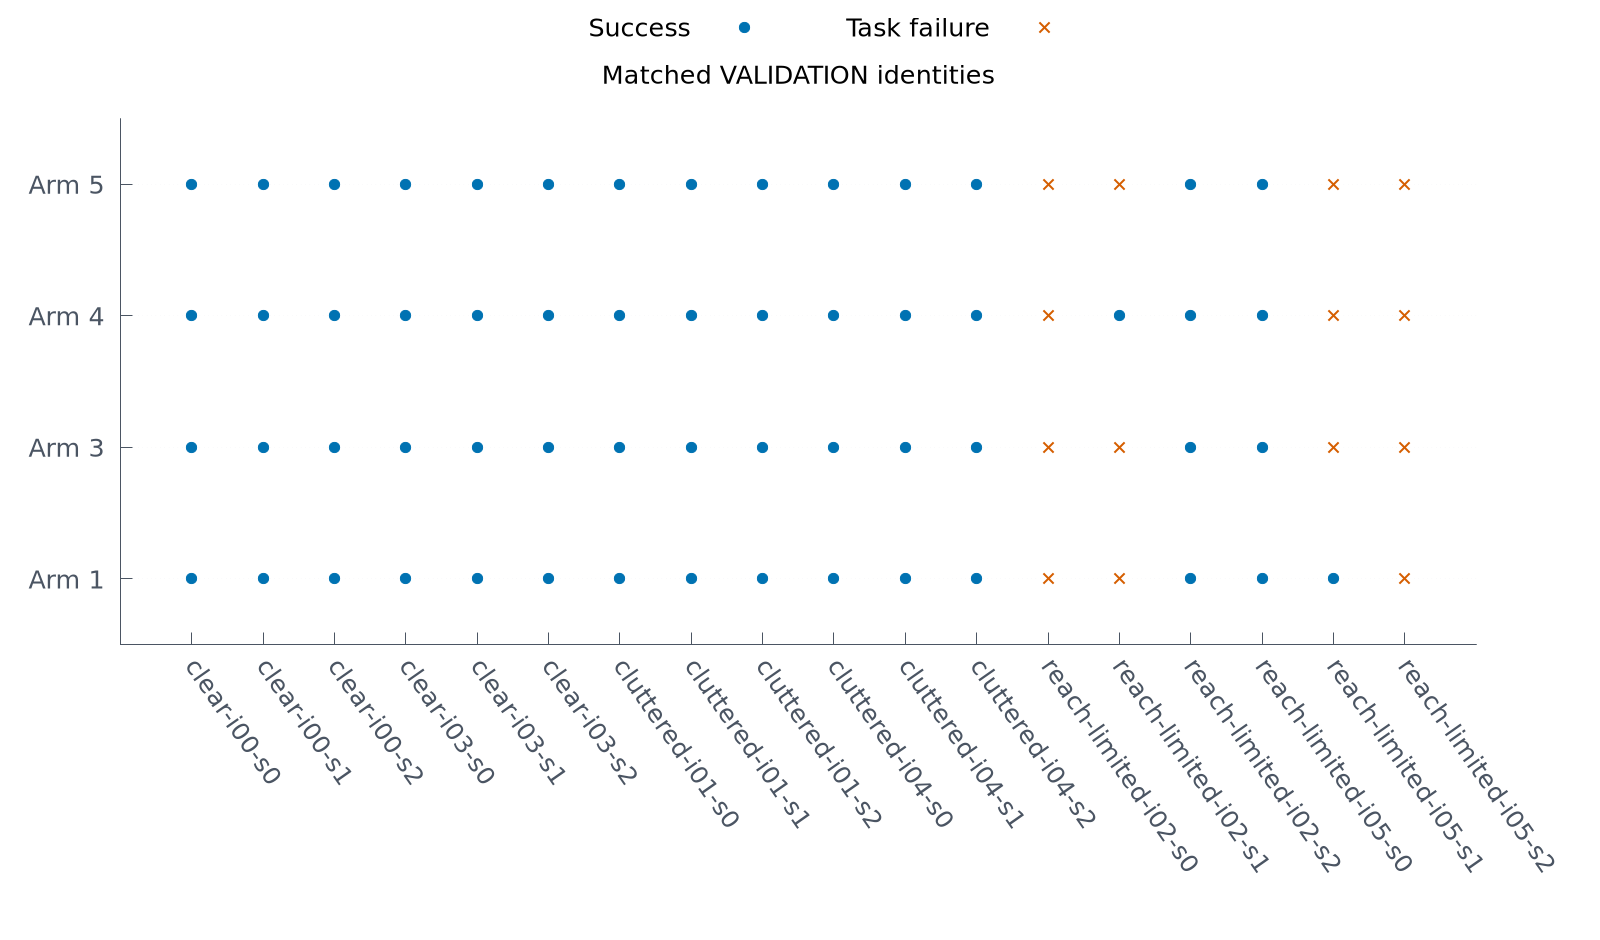 Success
Task failure
Matched VALIDATION identities
Arm 5
Arm 4
Arm 3
Arm 1
clear-i00-s0
clear-i00-s1
clear-i00-s2
clear-i03-s0
clear-i03-s1
clear-i03-s2
cluttered-i01-s0
cluttered-i01-s1
cluttered-i01-s2
cluttered-i04-s0
cluttered-i04-s1
cluttered-i04-s2
reach-limited-i02-s0
reach-limited-i02-s1
reach-limited-i02-s2
reach-limited-i05-s0
reach-limited-i05-s1
reach-limited-i05-s2